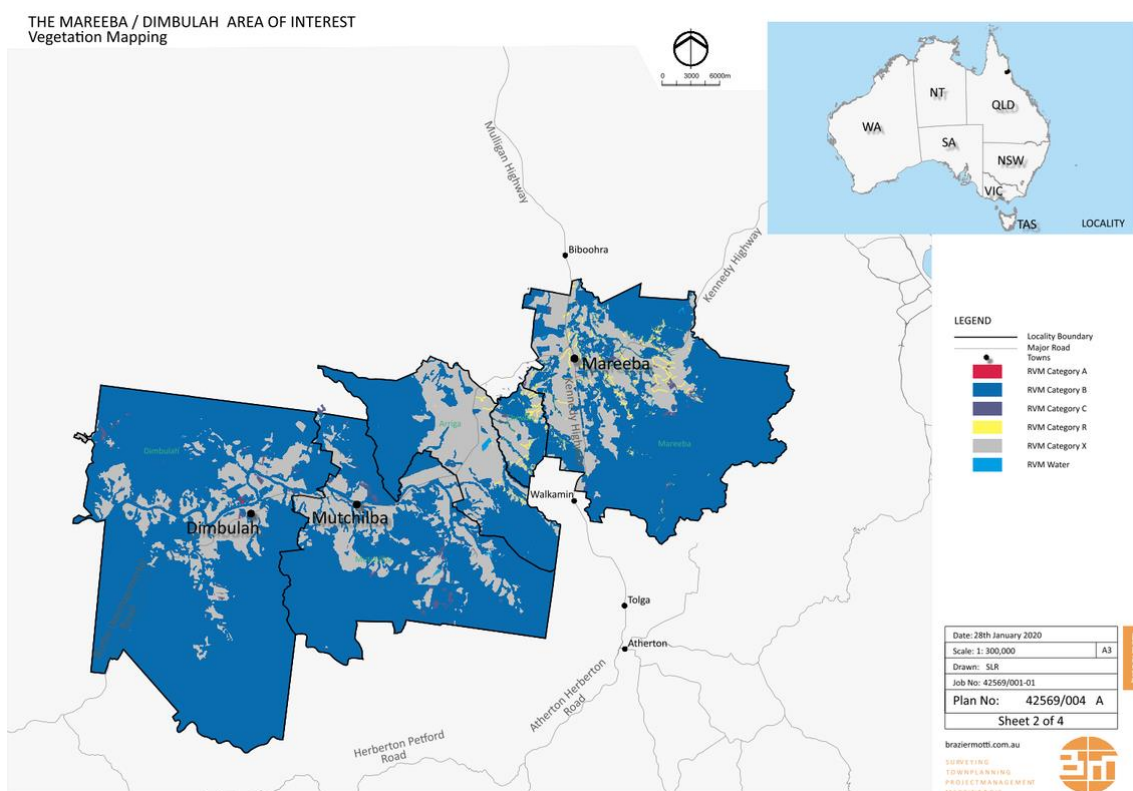 THE MAREEBA / DIMBULAH AREA OF INTEREST
Vegetation Mapping
0 3000 6000m
WA
NT
QLD
SA
NSW
VIC
TAS
LOCALITY
Mulligan Highway
Biboohra
Kennedy Highway
Mareeba
Kennedy Highway
Arriga
Mareeba
Dimbulah
Walkamin
Dimbulah
Mutchilba
Tolga
Atherton
Atherton Herberton
Road
Herberton Petford
Road
LEGEND
Locality Boundary
Major Road
Towns
RVM Category A
RVM Category B
RVM Category C
RVM Category R
RVM Category X
RVM Water
Date: 28th January 2020
Scale: 1: 300,000 A3
Drawn: SLR
Job No: 42569/001-01
Plan No: 42569/004 A
Sheet 2 of 4
braziermotti.com.au
SURVEYING
TOWNPLANNING
PROJECTMANAGEMENT